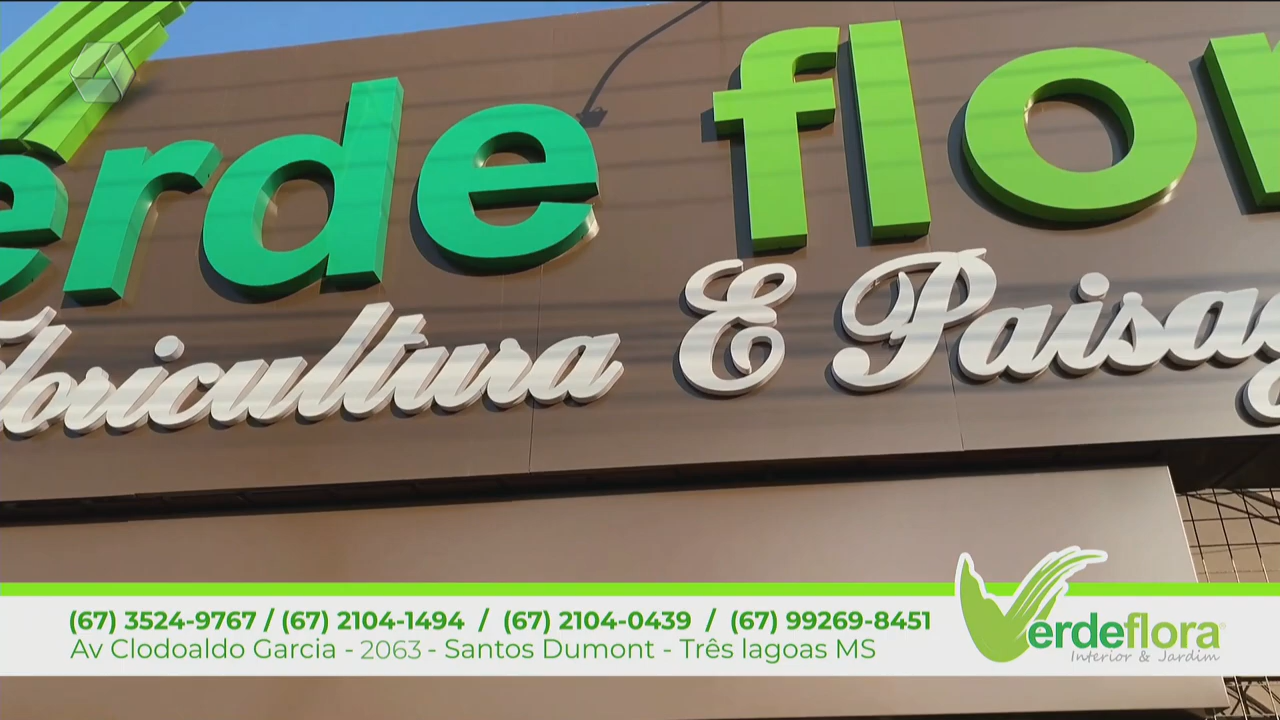 erde flor
Floricultura E Paisag
(67) 3524-9767 / (67) 2104-1494 / (67) 2104-0439 / (67) 99269-8451
Av Clodoaldo Garcia - 2063 - Santos Dumont - Três lagoas MS
Verdeflora
Interior & Jardim